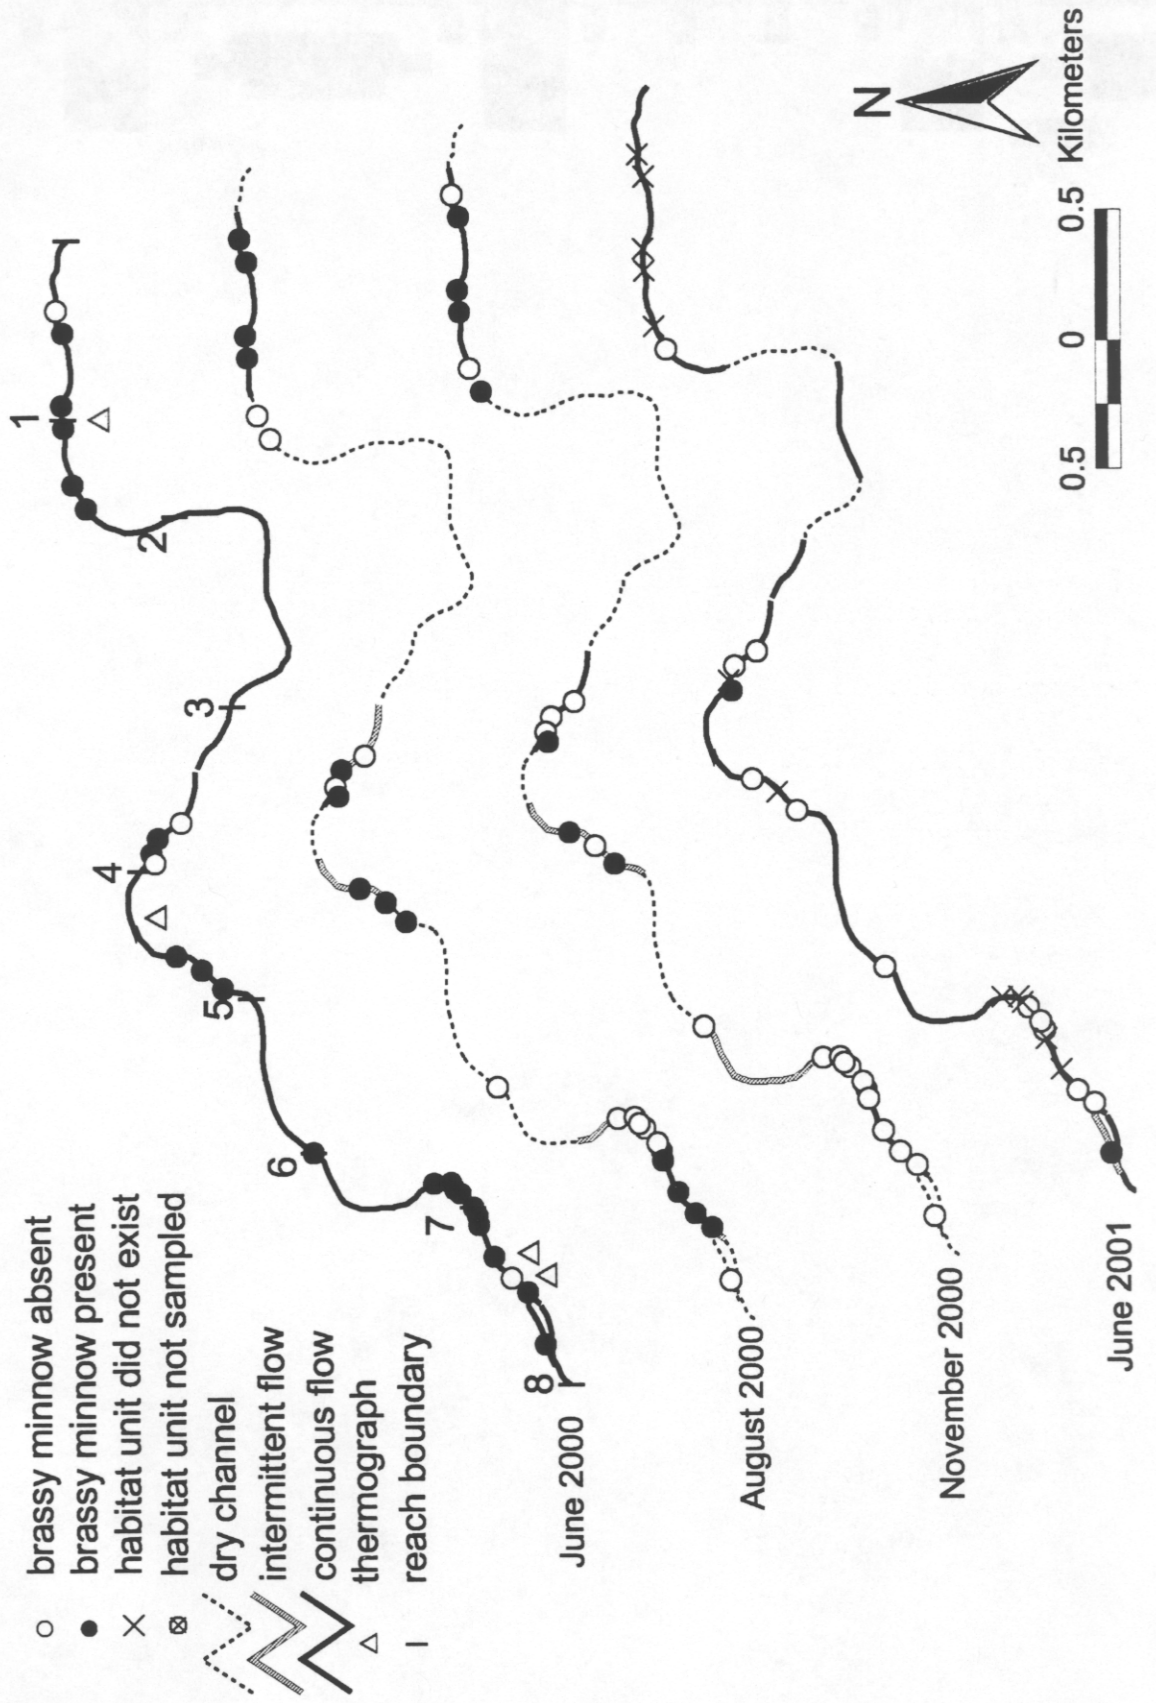 brassy minnow absent
brassy minnow present
habitat unit did not exist
habitat unit not sampled
dry channel
intermittent flow
continuous flow
thermograph
reach boundary
1
2
3
4
5
6
7
8
June 2000
August 2000
November 2000
June 2001
N
0.5 0 0.5 Kilometers